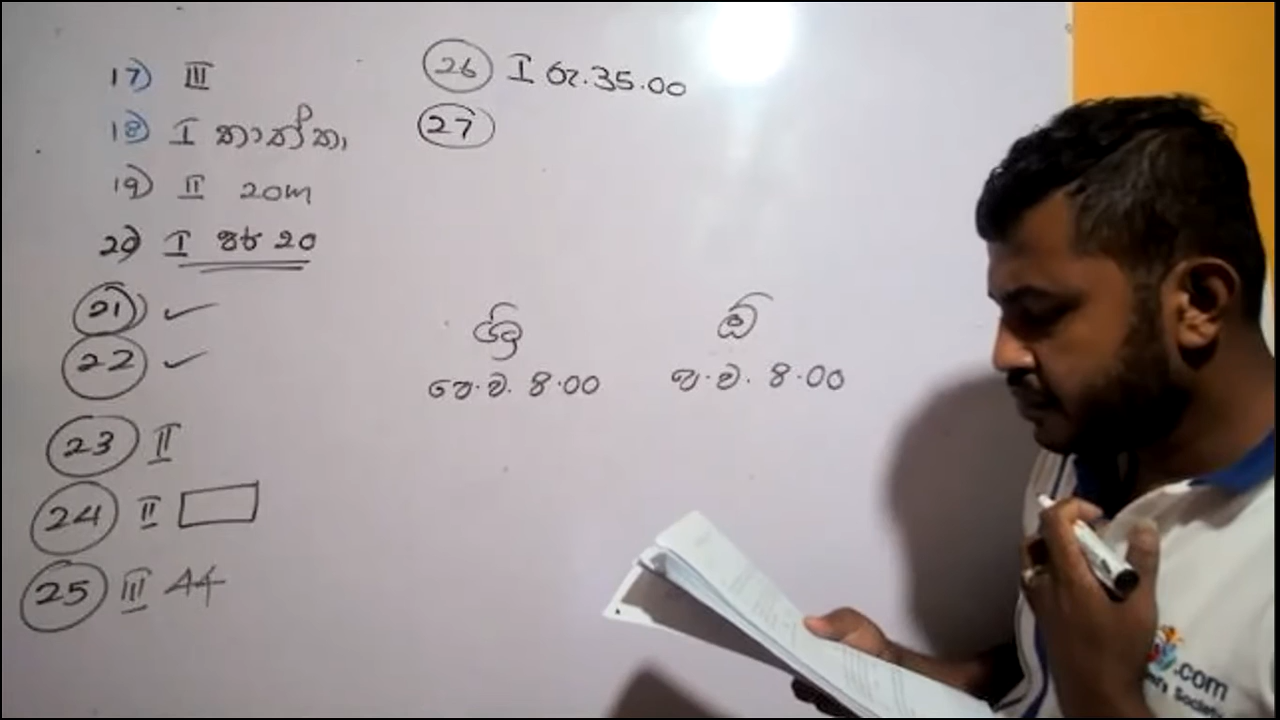 17) III
18) I කාත්කා
19) II 20m
20) I පැය 20
21)
22
23 II
24 II
25 III 44
26 I රු.35.00
27
පෙ.ව. 8.00
ප.ව. 8.00
.com